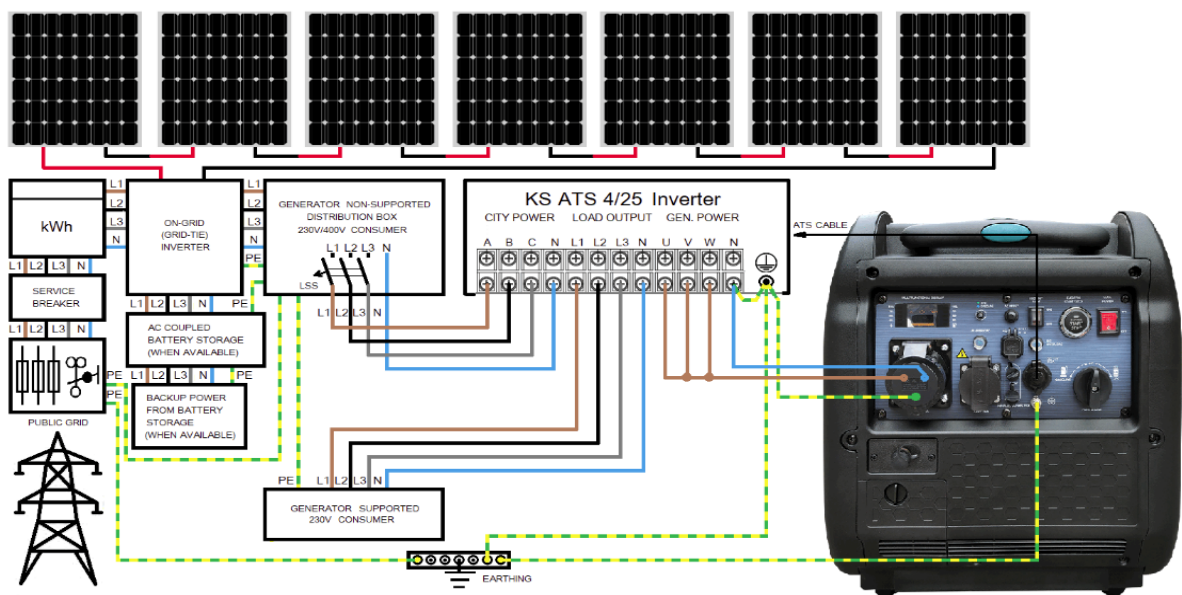 L1
L2
L3
N
kWh
L1 L2 L3 N
SERVICE
BREAKER
L1 L2 L3 N
PUBLIC GRID
ON-GRID
(GRID-TIE)
INVERTER
L1
L2
L3
N
PE
L1 L2 L3 N PE
AC COUPLED
BATTERY STORAGE
(WHEN AVAILABLE)
PE L1 L2 L3 N PE
PE
BACKUP POWER
FROM BATTERY
STORAGE
(WHEN AVAILABLE)
GENERATOR NON-SUPPORTED
DISTRIBUTION BOX
230V/400V CONSUMER
L1 L2 L3 N
LSS
L1 L2 L3 N
KS ATS 4/25 Inverter
CITY POWER LOAD OUTPUT GEN. POWER
A B C N L1 L2 L3 N U V W N
ATS CABLE
PE L1 L2 L3 N
GENERATOR SUPPORTED
230V CONSUMER
EARTHING